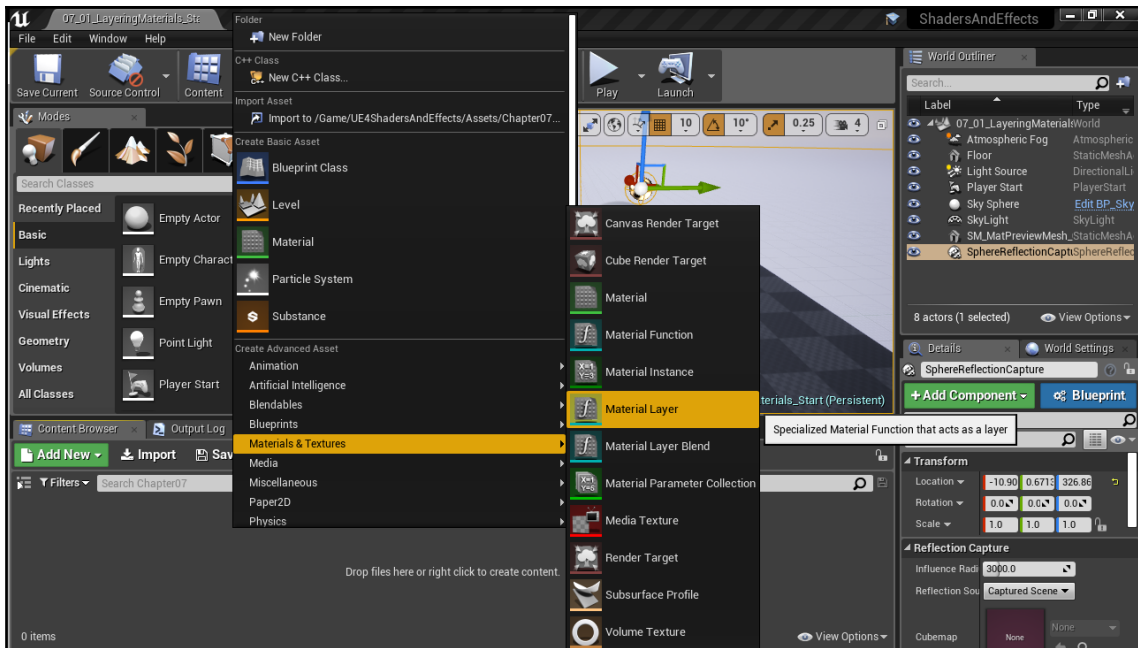 07_01_LayeringMaterials_Sta
ShadersAndEffects
File Edit Window Help
Save Current
Source Control
Content
Play
Launch
Modes
Search Classes
Recently Placed
Basic
Lights
Cinematic
Visual Effects
Geometry
Volumes
All Classes
Empty Actor
Empty Charact
Empty Pawn
Point Light
Player Start
Folder
New Folder
C++ Class
New C++ Class...
Import Asset
Import to /Game/UE4ShadersAndEffects/Assets/Chapter07...
Create Basic Asset
Blueprint Class
Level
Material
Particle System
Substance
Create Advanced Asset
Animation
Artificial Intelligence
Blendables
Blueprints
Materials & Textures
Media
Miscellaneous
Paper2D
Physics
Canvas Render Target
Cube Render Target
Material
Material Function
Material Instance
Material Layer
Material Layer Blend
Material Parameter Collection
Media Texture
Render Target
Subsurface Profile
Volume Texture
Specialized Material Function that acts as a layer
10 10° 0.25 4
terials_Start (Persistent)
World Outliner
Search...
Label Type
07_01_LayeringMaterials World
Atmospheric Fog Atmospheric
Floor StaticMeshA
Light Source DirectionalLi
Player Start PlayerStart
Sky Sphere Edit BP_Sky
SkyLight SkyLight
SM_MatPreviewMesh_ StaticMeshA
SphereReflectionCaptu SphereReflec
8 actors (1 selected) View Options
Details World Settings
SphereReflectionCapture
+Add Component Blueprint
Transform
Location -10.90 0.6713 326.86
Rotation 0.0 0.0 0.0
Scale 1.0 1.0 1.0
Reflection Capture
Influence Radi 3000.0
Reflection Sou Captured Scene
Cubemap None None
Content Browser Output Log
Add New Import Sav
Filters Search Chapter07
Drop files here or right click to create content.
0 items View Options